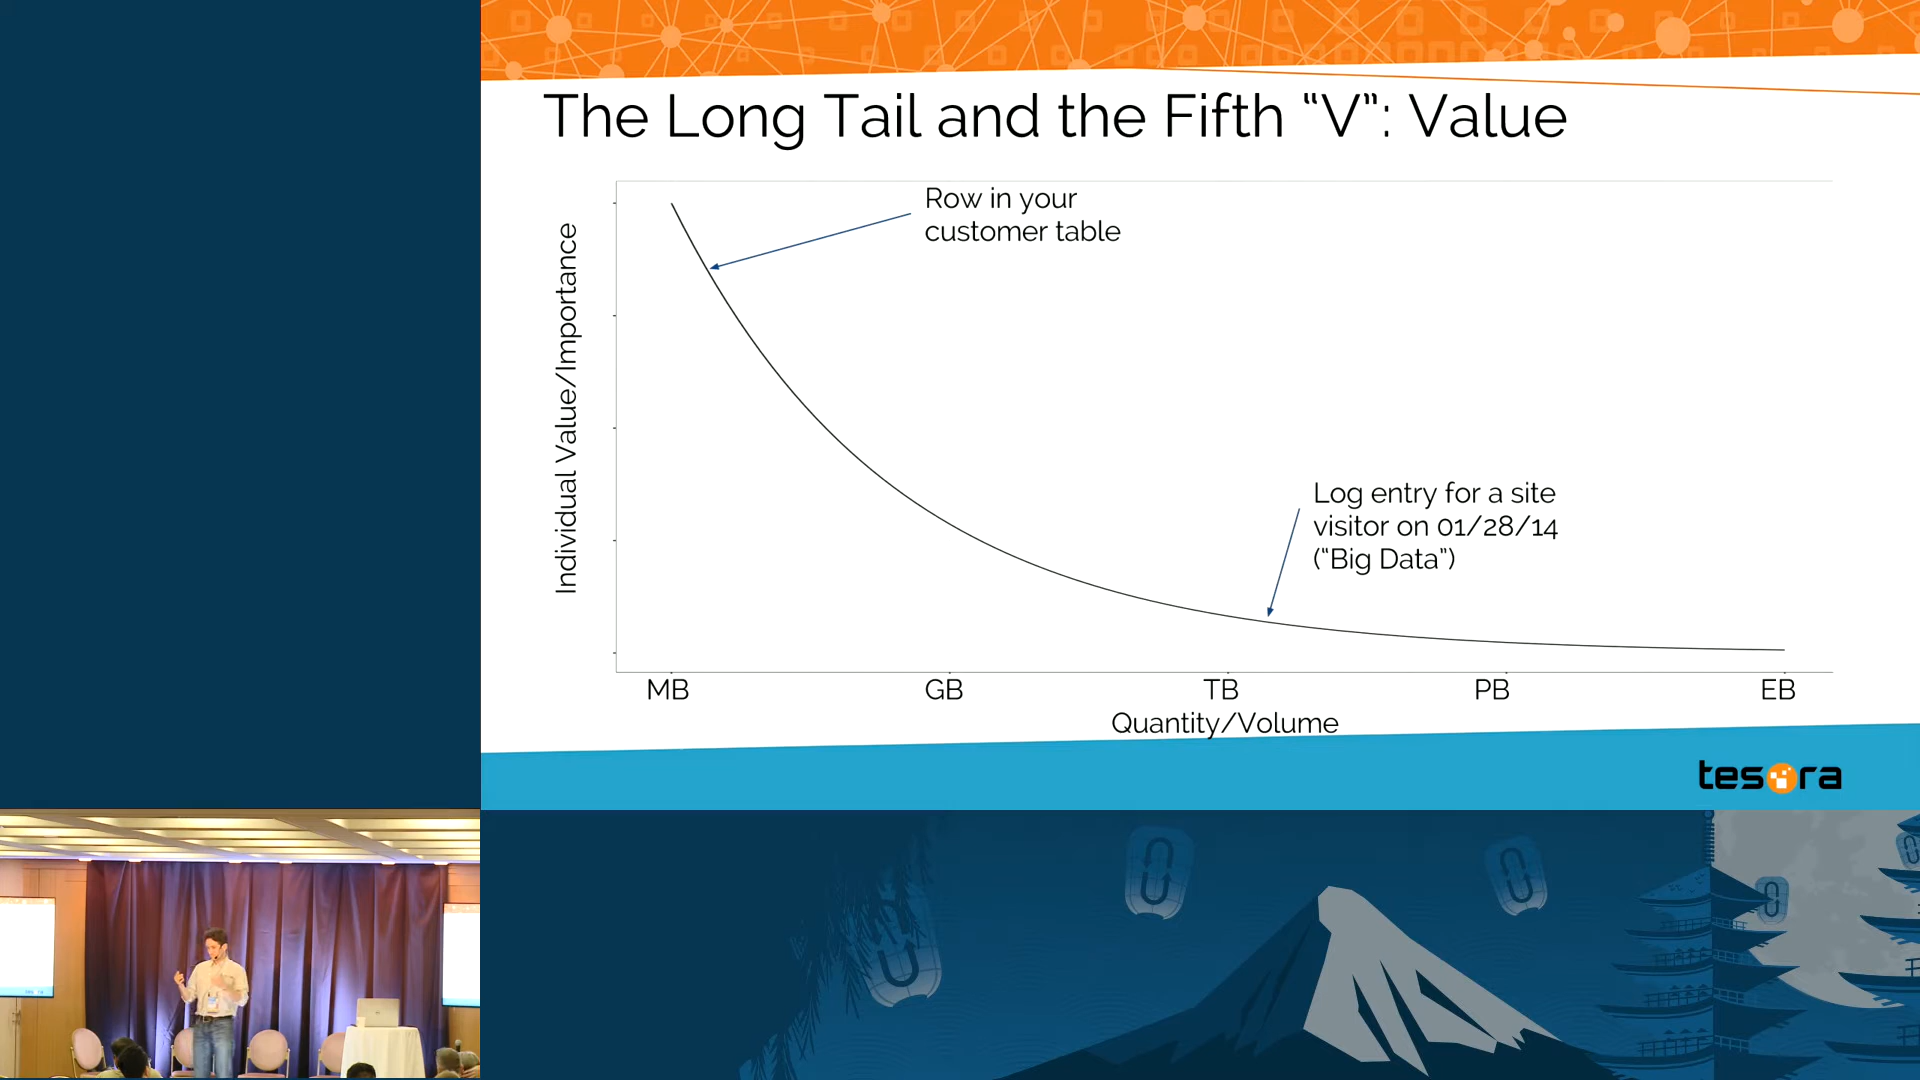 The Long Tail and the Fifth “V”: Value
Individual Value/Importance
Row in your
customer table
Log entry for a site
visitor on 01/28/14
(“Big Data”)
MB GB TB PB EB
Quantity/Volume
tesora